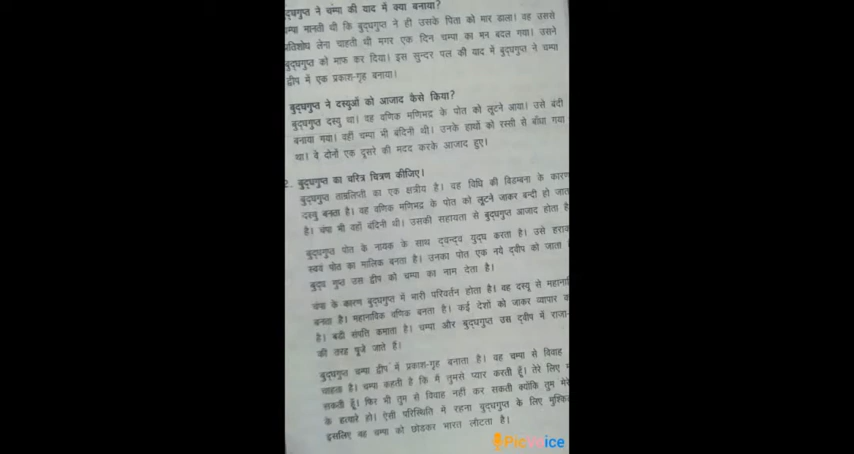 बुद्धगुप्त ने चम्पा की याद में क्या बनाया?
चम्पा मानती थी कि बुद्धगुप्त ने ही उसके पिता को मार डाला। वह उससे
प्रतिशोध लेना चाहती थी मगर एक दिन चम्पा का मन बदल गया। उसने
बुद्धगुप्त को माफ कर दिया। इस सुन्दर पल की याद में बुद्धगुप्त ने चम्पा
द्वीप में एक प्रकाश-गृह बनाया।
बुद्धगुप्त ने दस्युओं को आजाद कैसे किया?
बुद्धगुप्त दस्यु था। वह वणिक मणिभद्र के पोत को लुटने आया। उसे बंदी
बनाया गया। वहीं चम्पा भी बंदिनी थी। उनके हाथों को रस्सी से बाँधा गया
था। वे दोनों एक दूसरे की मदद करके आजाद हुए।
2. बुद्धगुप्त का चरित्र चित्रण कीजिए।
बुद्धगुप्त ताम्रलिप्ती का एक क्षत्रीय है। वह विधि की विडम्बना के कारण
दस्यु बनता है। वह वणिक मणिभद्र के पोत को लुटने जाकर बन्दी हो जात
है। चंपा भी वहाँ बंदिनी थी। उसकी सहायता से बुद्धगुप्त आजाद होता है
बुद्धगुप्त पोत के नायक के साथ द्वन्द्व युद्ध करता है। उसे हराक
स्वयं पोत का मालिक बनता है। उनका पोत एक नये द्वीप को जाता
बुद्ध गुप्त उस द्वीप को चम्पा का नाम देता है।
चंपा के कारण बुद्धगुप्त में भारी परिवर्तन होता है। वह दस्यु से महाना
बनता है। महानाविक वणिक बनता है। कई देशों को जाकर व्यापार क
है। बडी संपत्ति कमाता है। चम्पा और बुद्धगुप्त उस द्वीप में राजा-
की तरह पूजे जाते हैं।
बुद्धगुप्त चम्पा द्वीप में प्रकाश-गृह बनाता है। वह चम्पा से विवाह
चाहता है। चम्पा कहती है कि मैं तुमसे प्यार करती हूँ। तेरे लिए म
सकती हूँ। फिर भी तुम से विवाह नहीं कर सकती क्योंकि तुम मेरे
के हत्यारे हो। ऐसी परिस्थिति में रहना बुद्धगुप्त के लिए मुश्कि
इसलिए वह चम्पा को छोडकर भारत लौटता है।
PicVoice